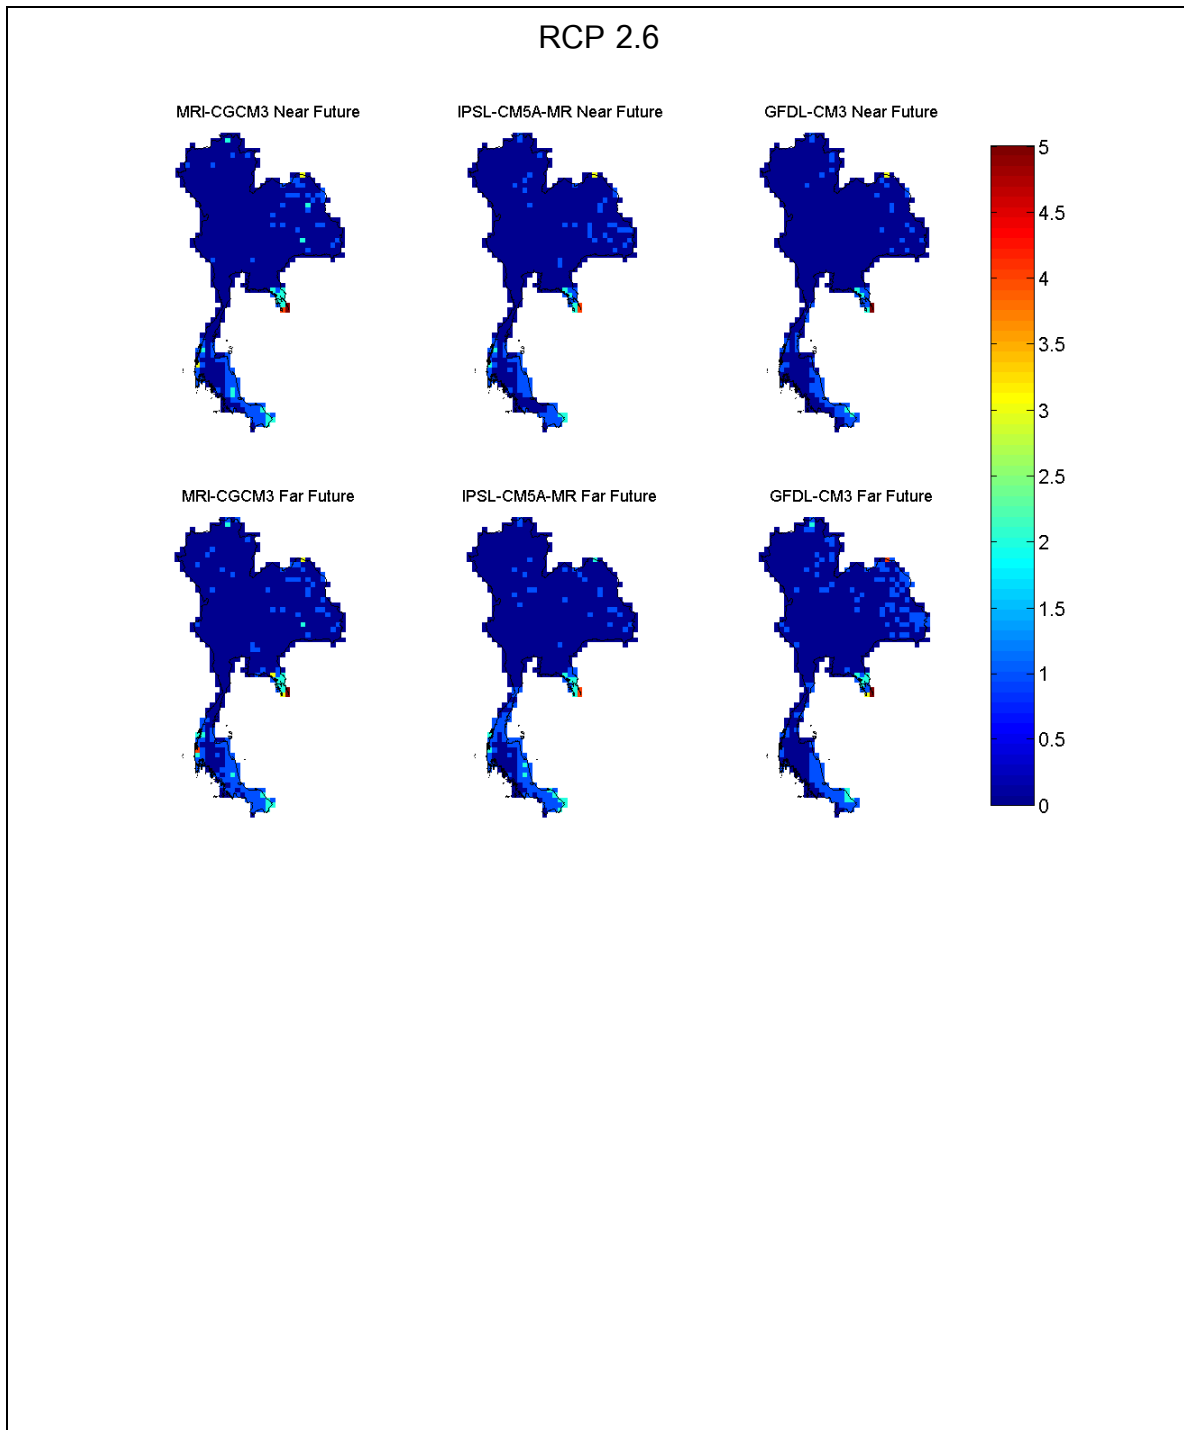 RCP 2.6
MRI-CGCM3 Near Future
IPSL-CM5A-MR Near Future
GFDL-CM3 Near Future
MRI-CGCM3 Far Future
IPSL-CM5A-MR Far Future
GFDL-CM3 Far Future
5
4.5
4
3.5
3
2.5
2
1.5
1
0.5
0